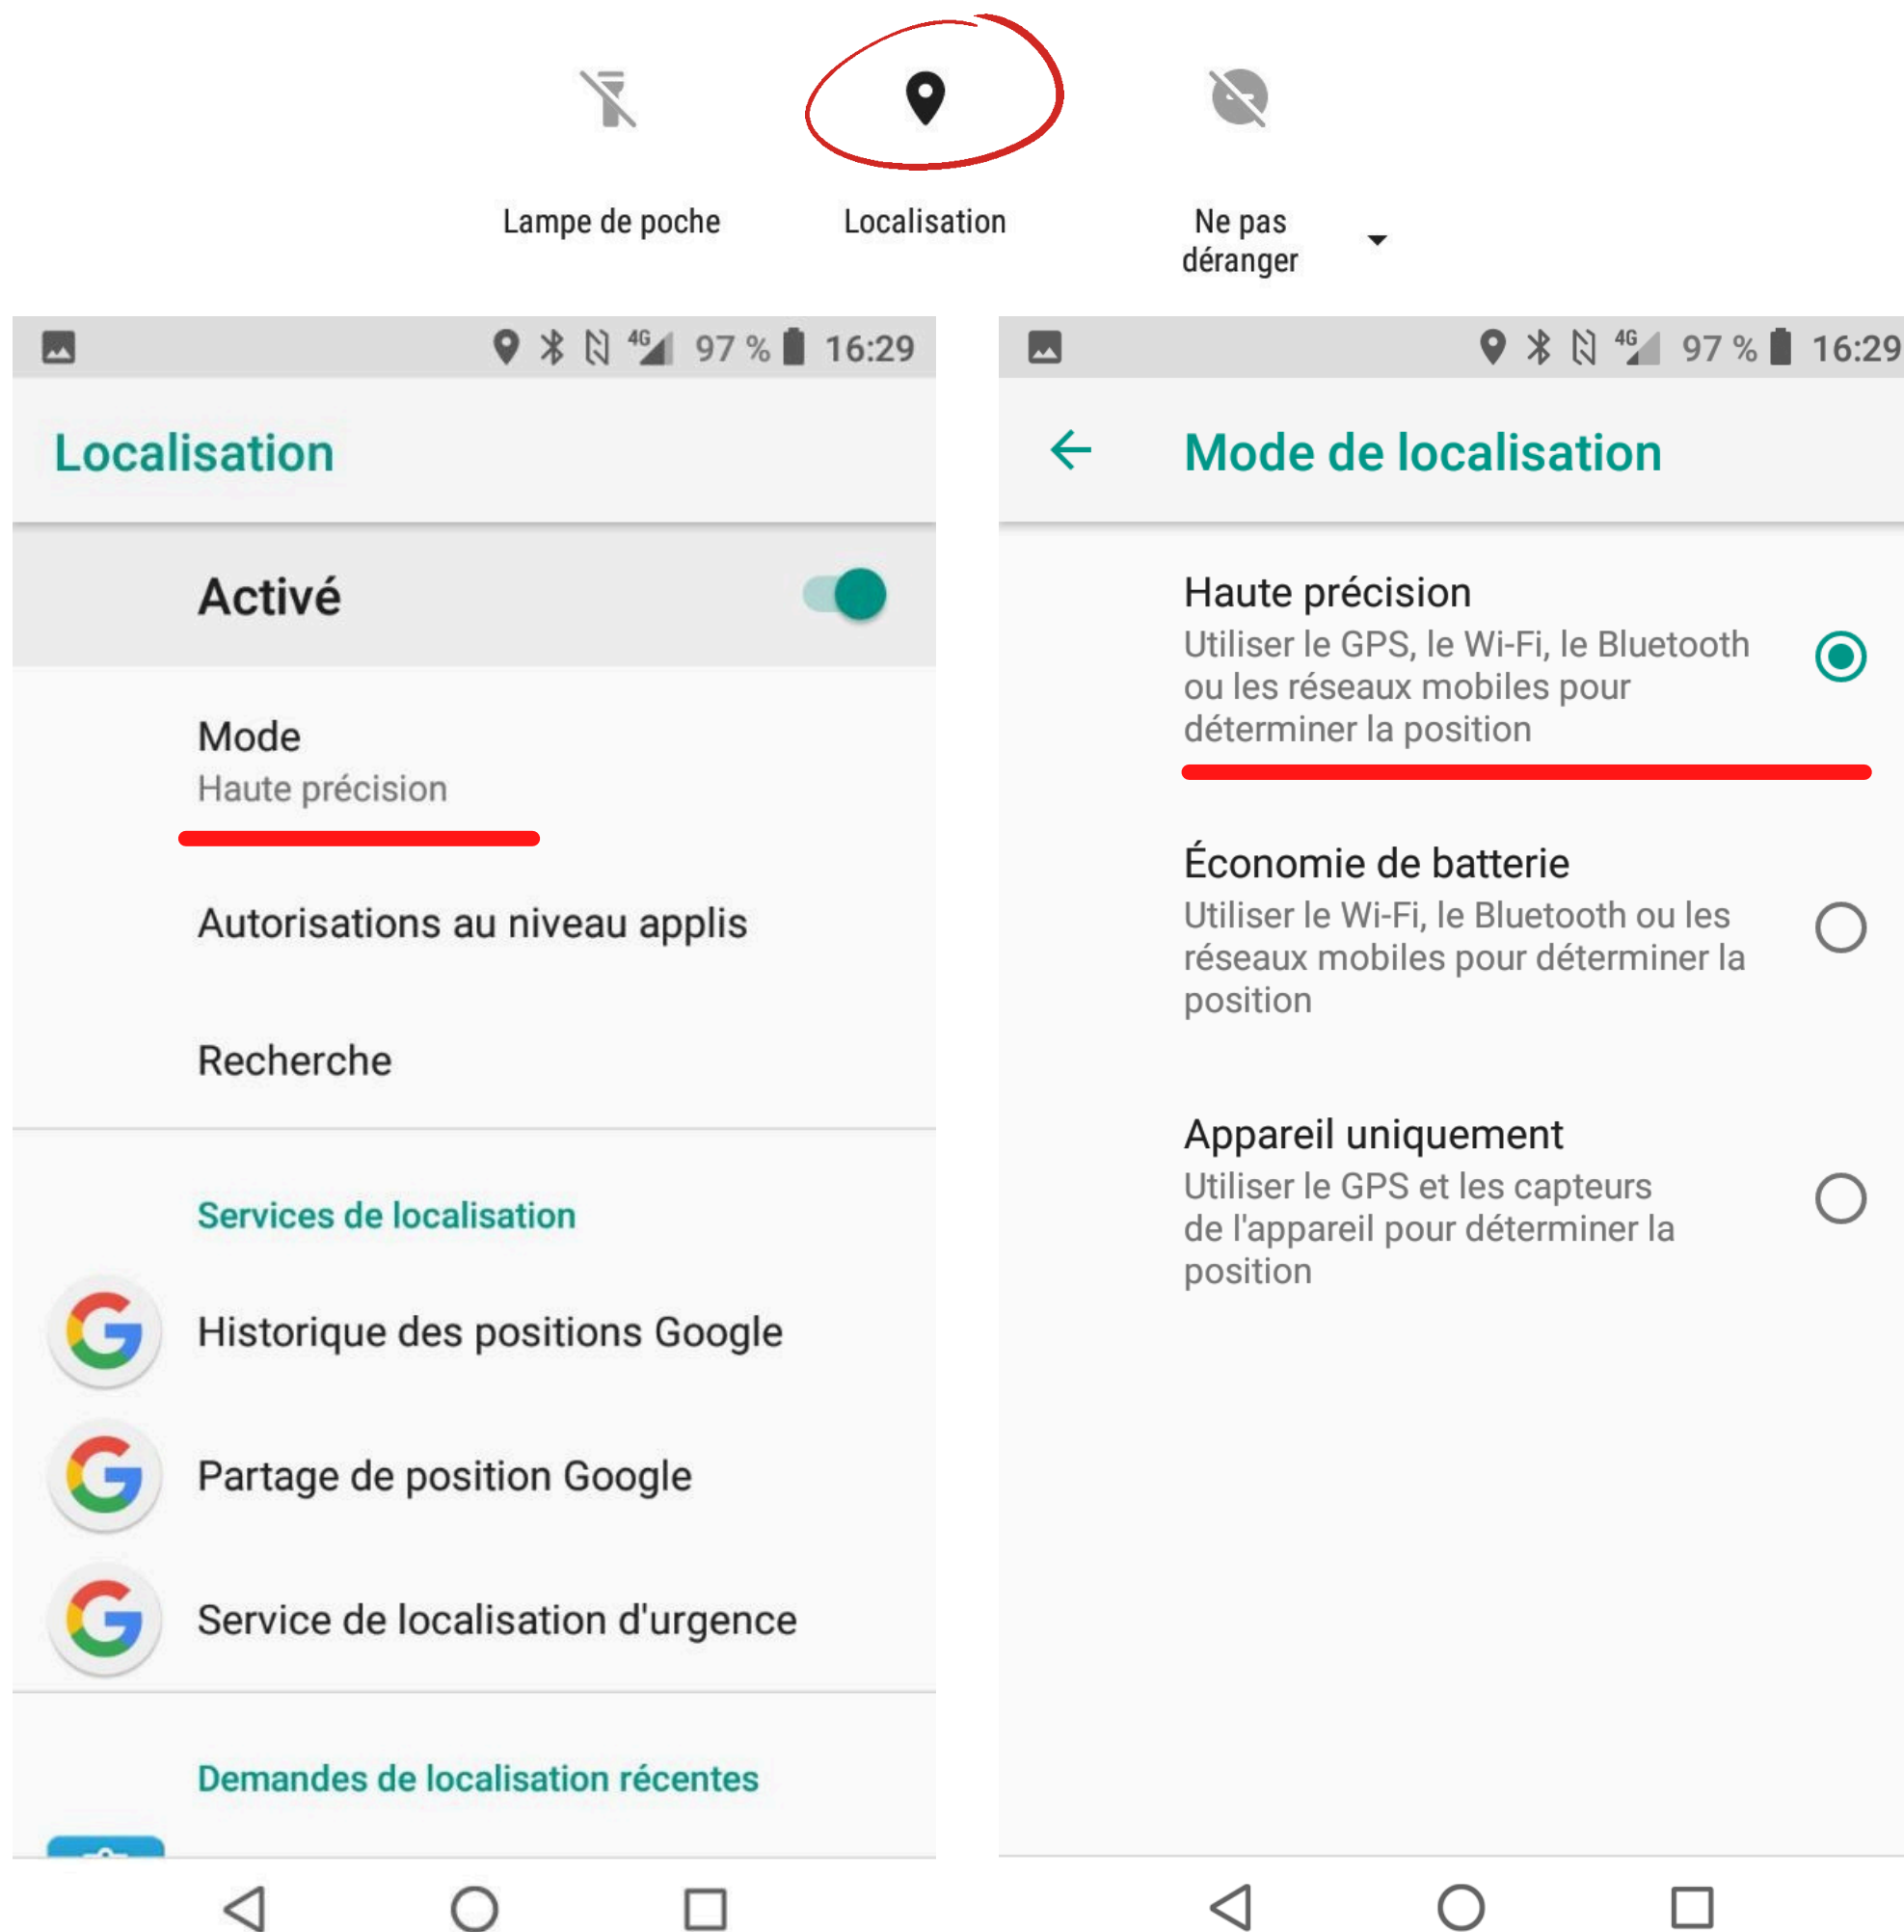 Lampe de poche
Localisation
Ne pas
déranger
4G 97 % 16:29
Localisation
Activé
Mode
Haute précision
Autorisations au niveau applis
Recherche
Services de localisation
Historique des positions Google
Partage de position Google
Service de localisation d'urgence
Demandes de localisation récentes
4G 97 % 16:29
Mode de localisation
Haute précision
Utiliser le GPS, le Wi-Fi, le Bluetooth
ou les réseaux mobiles pour
déterminer la position
Économie de batterie
Utiliser le Wi-Fi, le Bluetooth ou les
réseaux mobiles pour déterminer la
position
Appareil uniquement
Utiliser le GPS et les capteurs
de l'appareil pour déterminer la
position